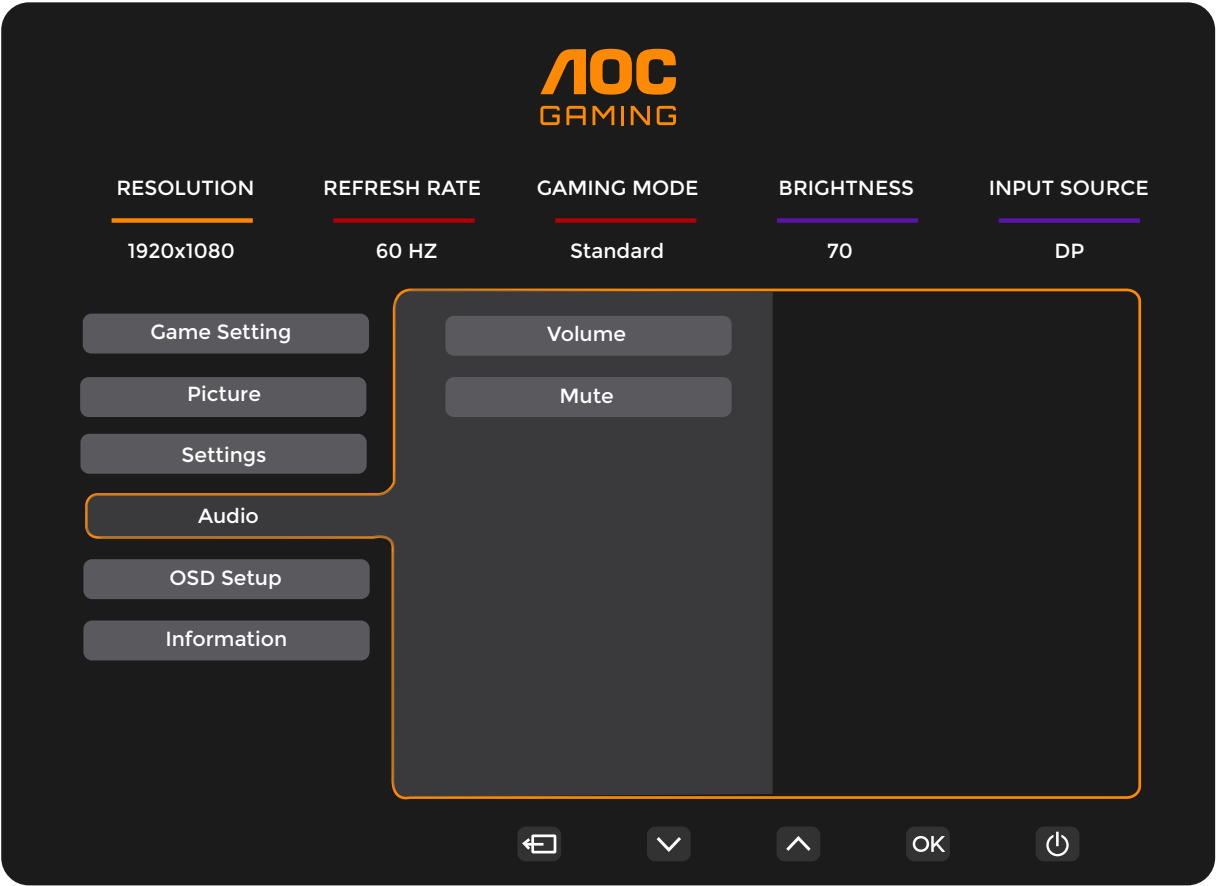 AOC
GAMING
RESOLUTION REFRESH RATE GAMING MODE BRIGHTNESS INPUT SOURCE
1920x1080 60 HZ Standard 70 DP
Game Setting
Volume
Picture
Mute
Settings
Audio
OSD Setup
Information
OK